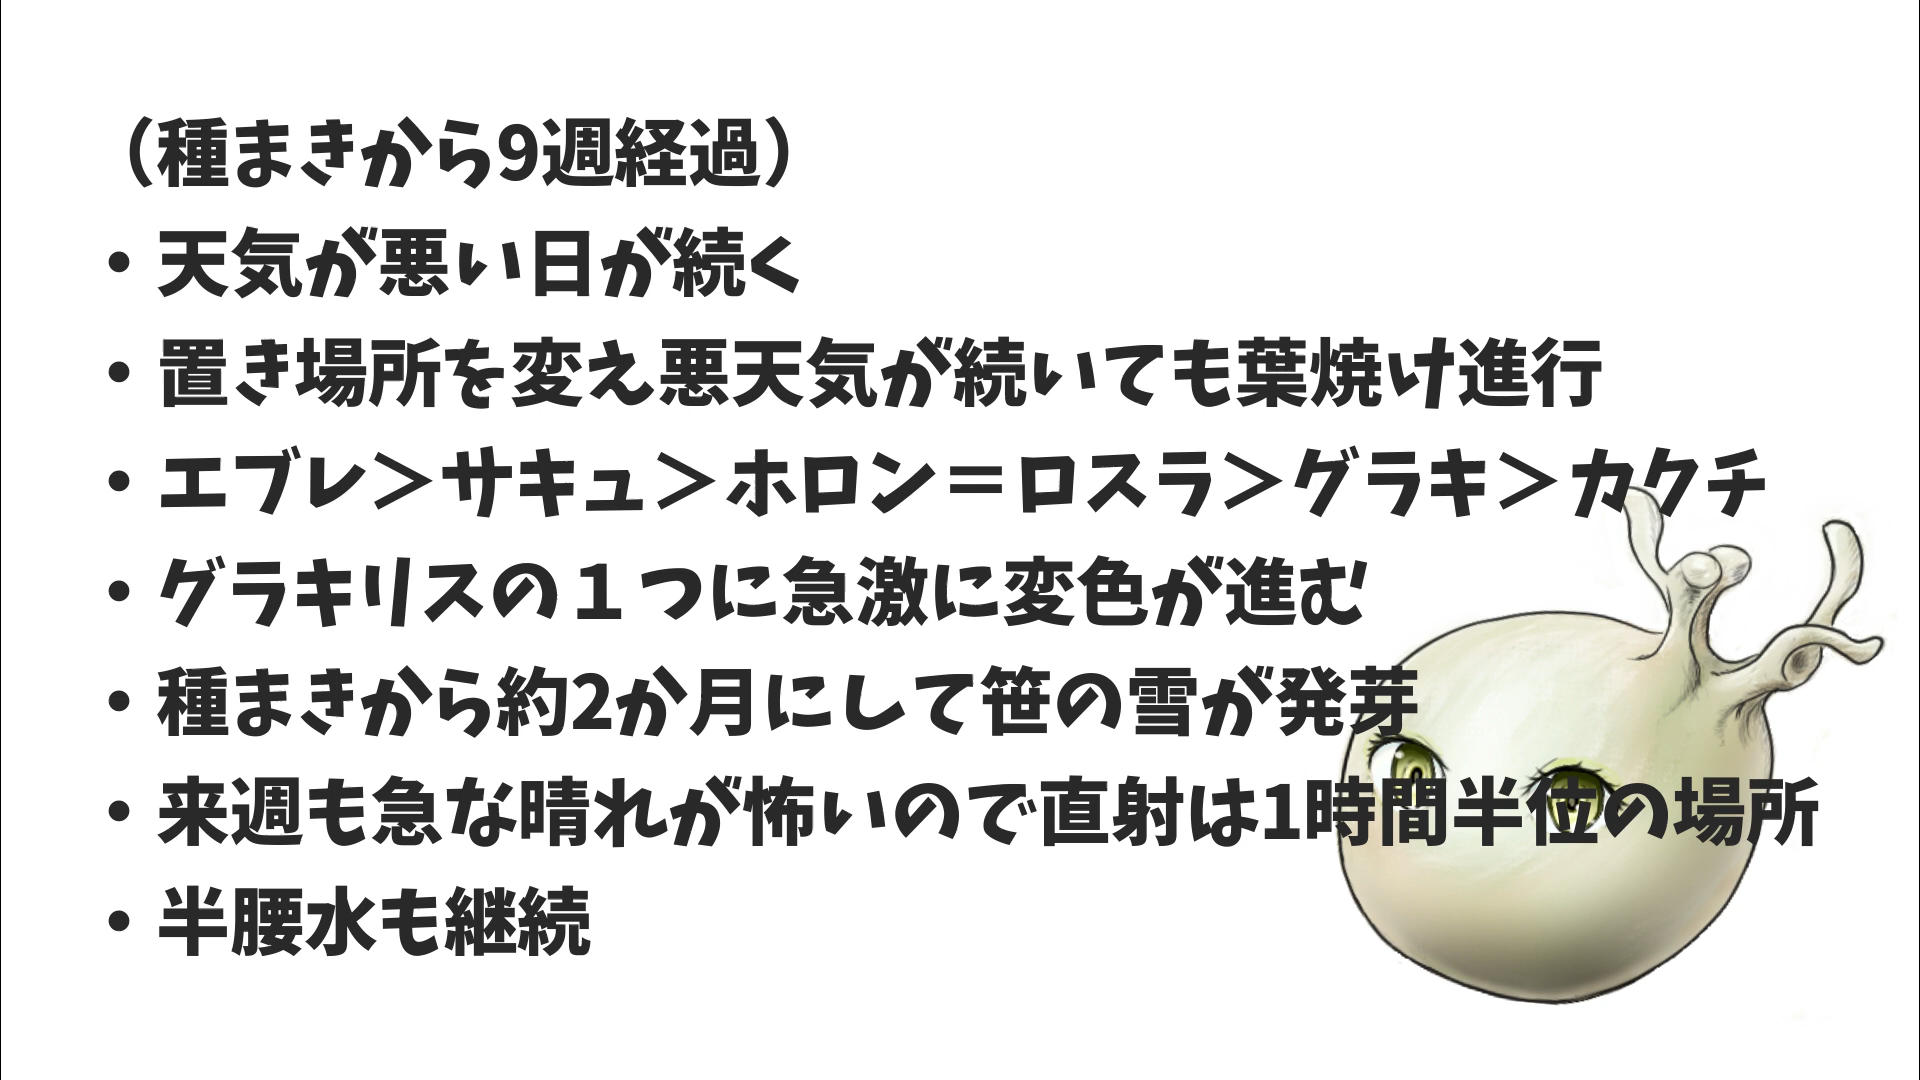 （種まきから9週経過）
・天気が悪い日が続く
・置き場所を変え悪天気が続いても葉焼け進行
・エブレ＞サキュ＞ホロン＝ロスラ＞グラキ＞カクチ
・グラキリスの１つに急激に変色が進む
・種まきから約2か月にして笹の雪が発芽
・来週も急な晴れが怖いので直射は1時間半位の場所
・半腰水も継続